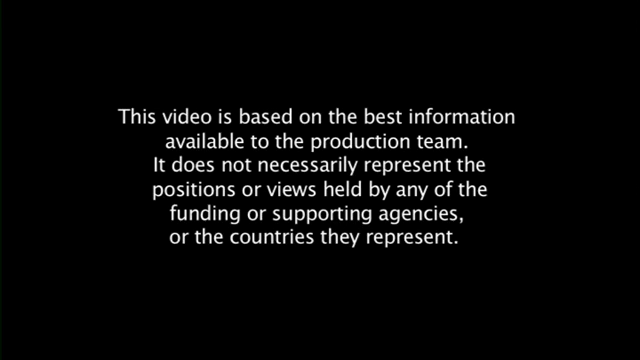 This video is based on the best information
available to the production team.
It does not necessarily represent the
positions or views held by any of the
funding or supporting agencies,
or the countries they represent.